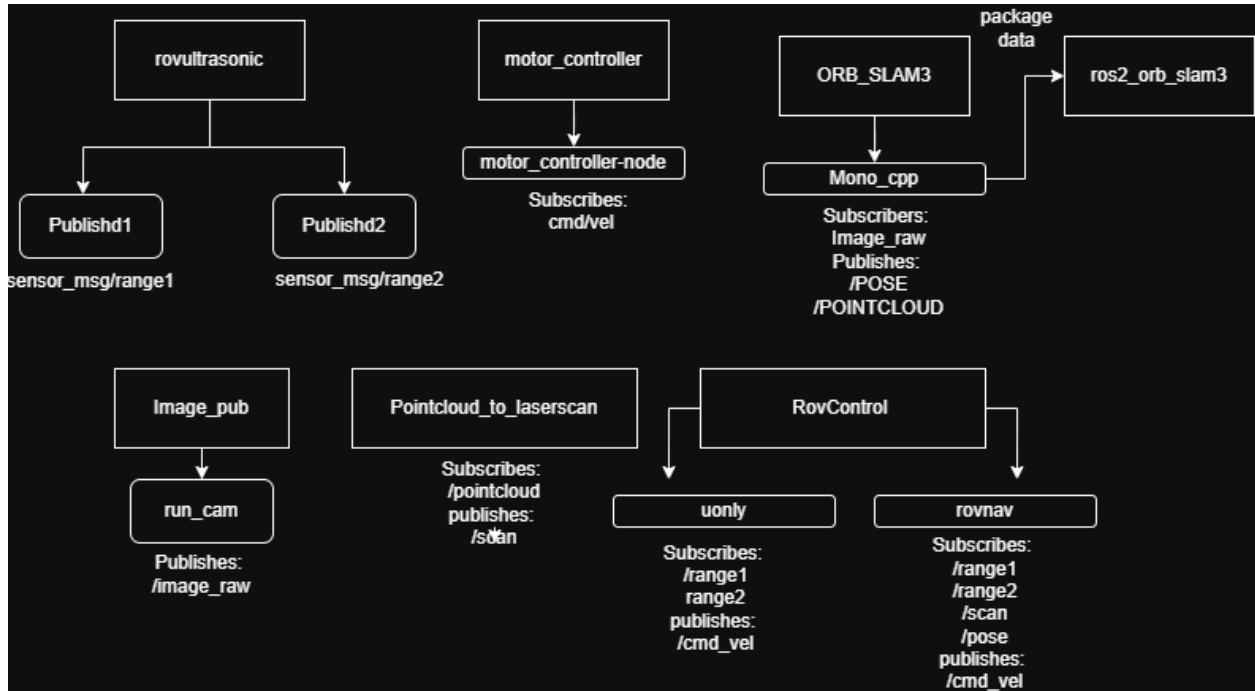 package
data
rovultrasonic
motor_controller
ORB_SLAM3
ros2_orb_slam3
motor_controller-node
Mono_cpp
Subscribes:
cmd/vel
Publishd1
Publishd2
Subscribers:
Image_raw
Publishes:
/POSE
/POINTCLOUD
sensor_msg/range1
sensor_msg/range2
Image_pub
Pointcloud_to_laserscan
RovControl
Subscribes:
/pointcloud
publishes:
/scan
run_cam
uonly
rovnav
Publishes:
/image_raw
Subscribes:
/range1
range2
publishes:
/cmd_vel
Subscribes:
/range1
/range2
/scan
/pose
publishes:
/cmd_vel